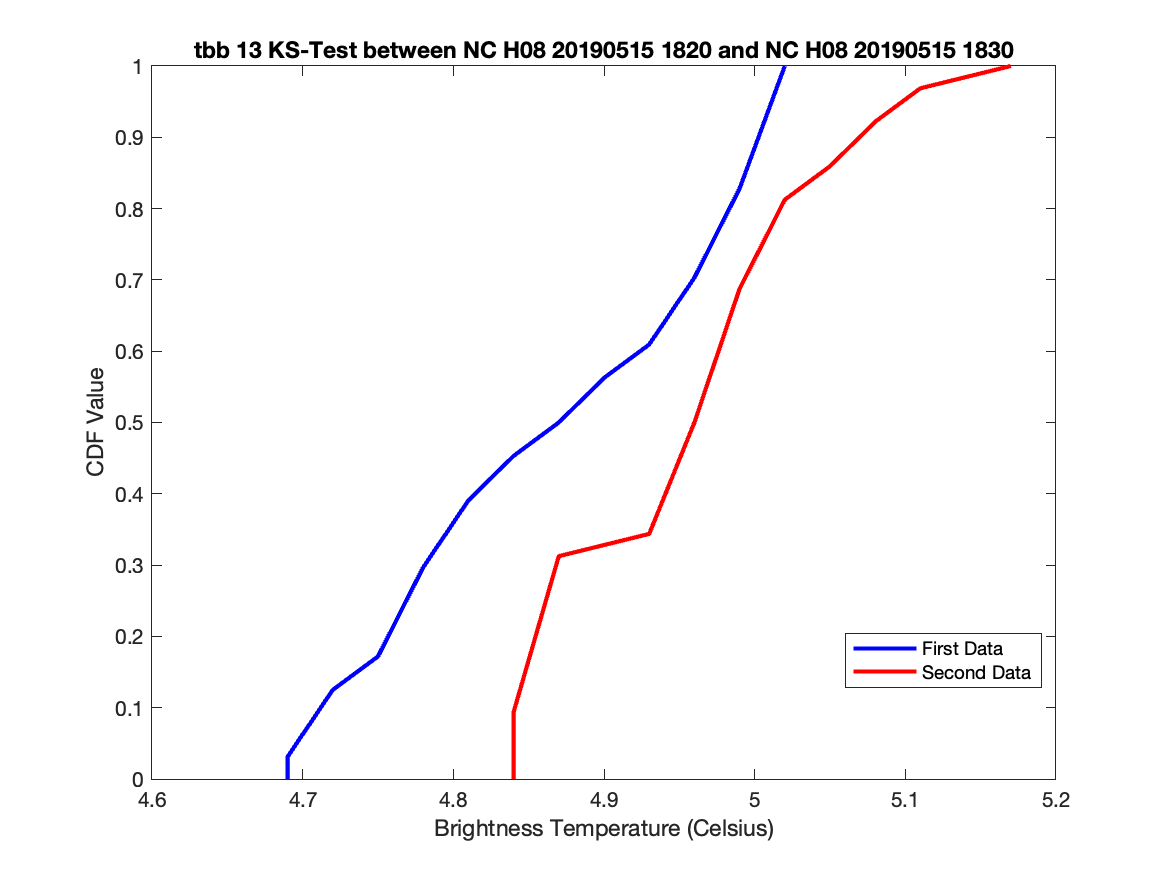 tbb 13 KS-Test between NC H08 20190515 1820 and NC H08 20190515 1830
1
0.9
0.8
0.7
0.6
0.5
0.4
0.3
0.2
0.1
0
CDF Value
First Data
Second Data
4.6 4.7 4.8 4.9 5 5.1 5.2
Brightness Temperature (Celsius)